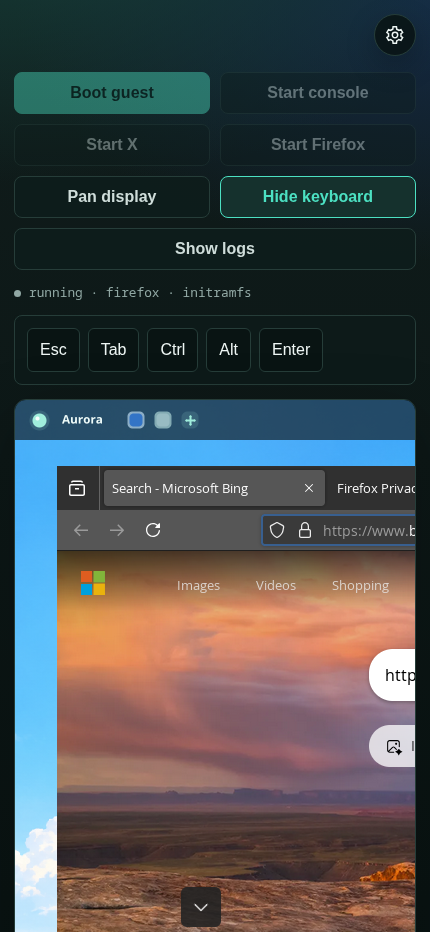 Boot guest
Start console
Start X
Start Firefox
Pan display
Hide keyboard
Show logs
running · firefox · initramfs
Esc
Tab
Ctrl
Alt
Enter
Aurora
Search - Microsoft Bing
Firefox Privac
https://www.b
Images
Videos
Shopping
http